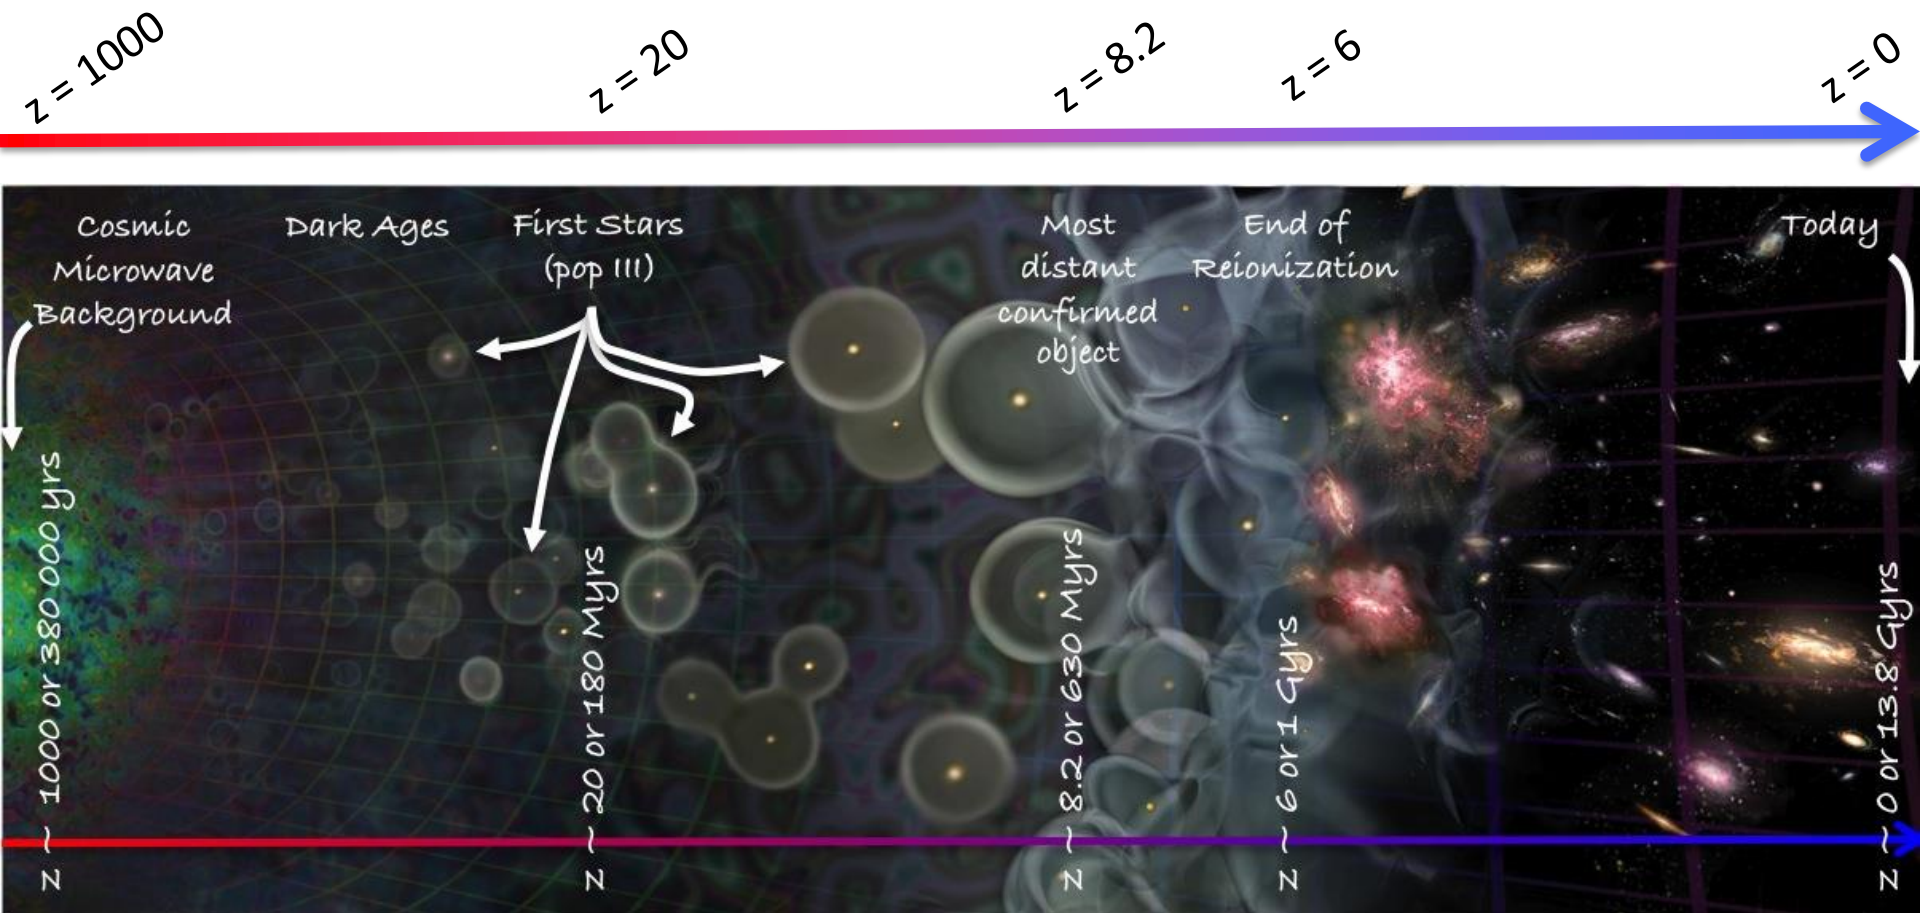 z = 1000
z = 20
z = 8.2
z = 6
z = 0
Cosmic
Microwave
Background
Dark Ages
First Stars
(pop III)
Most
distant
confirmed
object
End of
Reionization
Today
z ~ 1000 or 380 000 yrs
z ~ 20 or 180 Myrs
z ~ 8.2 or 630 Myrs
z ~ 6 or 1 Gyrs
z ~ 0 or 13.8 Gyrs